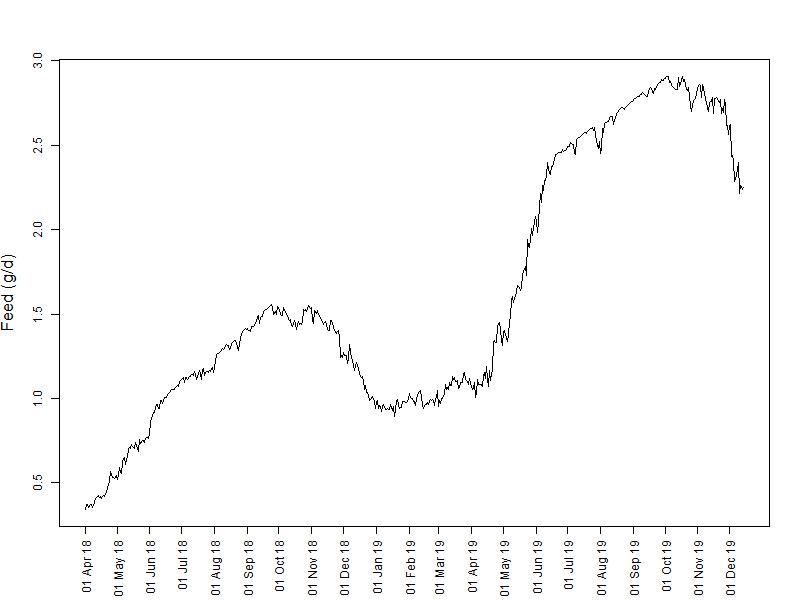 Feed (g/d)
3.0
2.5
2.0
1.5
1.0
0.5
01 Apr 18
01 May 18
01 Jun 18
01 Jul 18
01 Aug 18
01 Sep 18
01 Oct 18
01 Nov 18
01 Dec 18
01 Jan 19
01 Feb 19
01 Mar 19
01 Apr 19
01 May 19
01 Jun 19
01 Jul 19
01 Aug 19
01 Sep 19
01 Oct 19
01 Nov 19
01 Dec 19